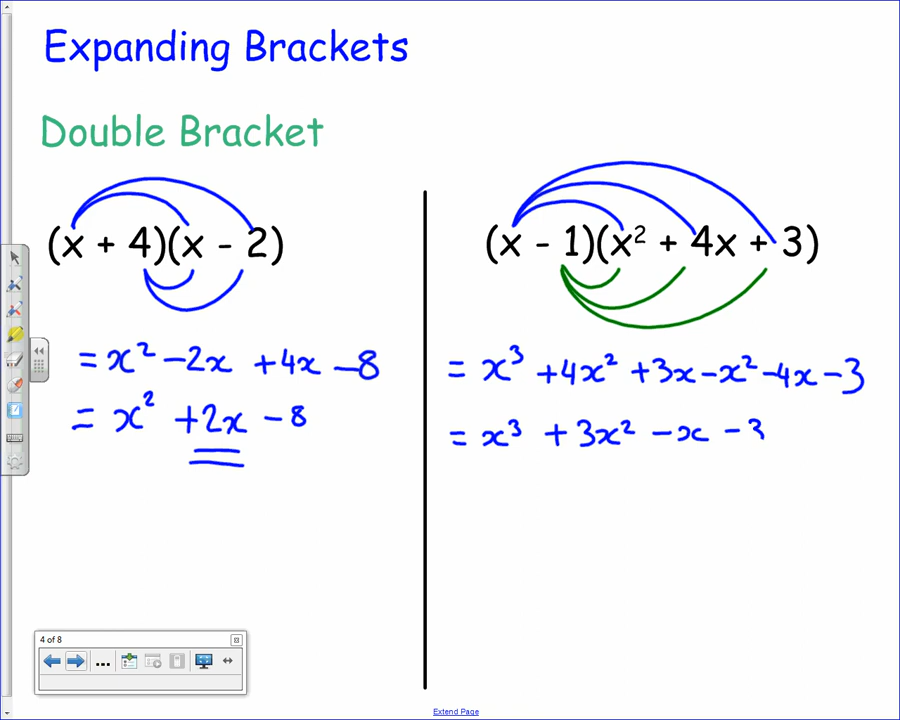 Expanding Brackets
Double Bracket
(x + 4)(x - 2)
= x² -2x +4x -8
= x² +2x -8
(x - 1)(x² + 4x + 3)
= x³ +4x² +3x -x² -4x -3
= x³ +3x² -x -3
4 of 8
...
Extend Page